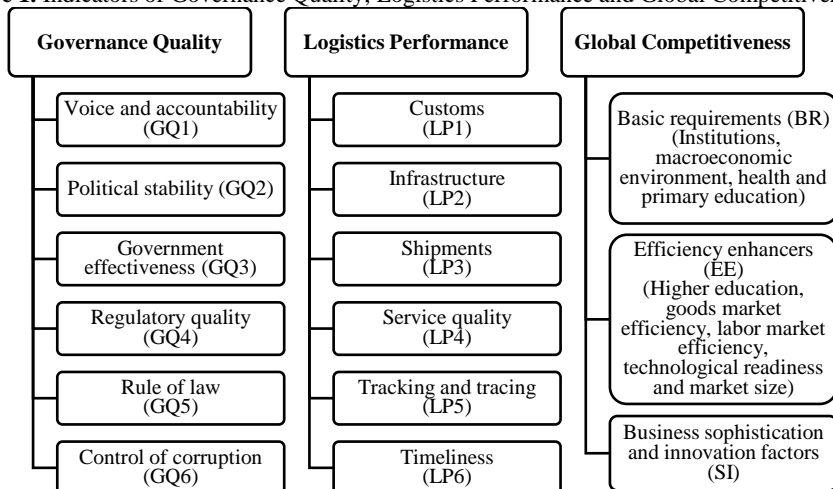 1. Indicators of Governance Quality, Logistics Performance and Global Competitive
Governance Quality
Voice and accountability
(GQ1)
Political stability (GQ2)
Government
effectiveness (GQ3)
Regulatory quality
(GQ4)
Rule of law
(GQ5)
Control of corruption
(GQ6)
Logistics Performance
Customs
(LP1)
Infrastructure
(LP2)
Shipments
(LP3)
Service quality
(LP4)
Tracking and tracing
(LP5)
Timeliness
(LP6)
Global Competitiveness
Basic requirements (BR)
(Institutions,
macroeconomic
environment, health and
primary education)
Efficiency enhancers
(EE)
(Higher education,
goods market
efficiency, labor market
efficiency,
technological readiness
and market size)
Business sophistication
and innovation factors
(SI)